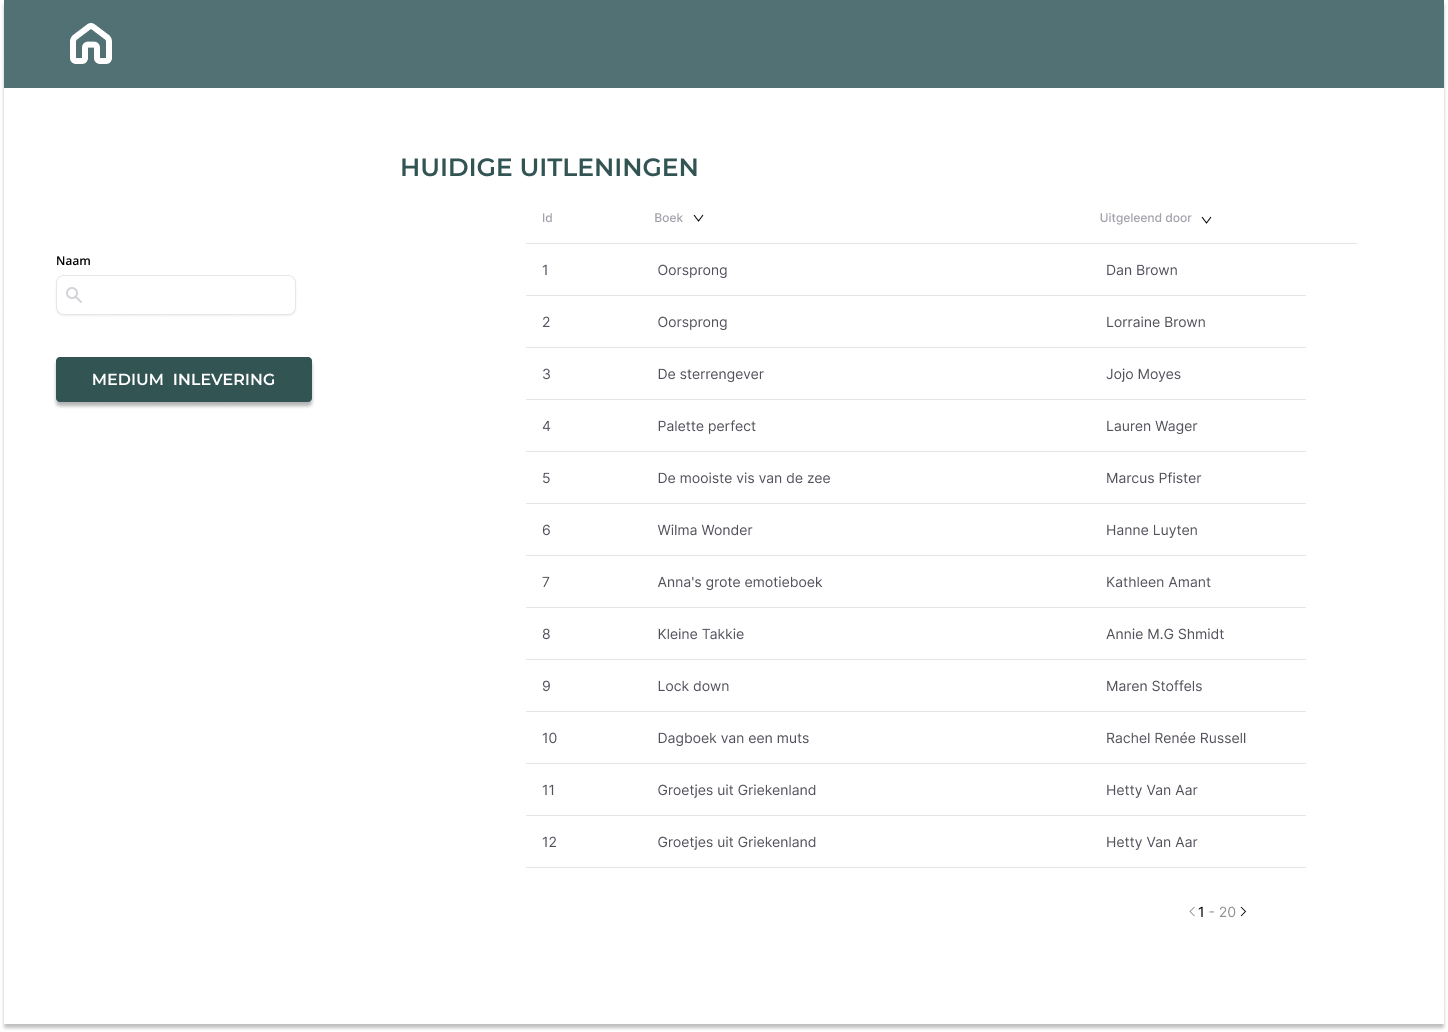 HUIDIGE UITLENINGEN
Id Boek Uitgeleend door
Naam
MEDIUM INLEVERING
1 Oorsprong Dan Brown
2 Oorsprong Lorraine Brown
3 De sterrengever Jojo Moyes
4 Palette perfect Lauren Wager
5 De mooiste vis van de zee Marcus Pfister
6 Wilma Wonder Hanne Luyten
7 Anna's grote emotieboek Kathleen Amant
8 Kleine Takkie Annie M.G Shmidt
9 Lock down Maren Stoffels
10 Dagboek van een muts Rachel Renée Russell
11 Groetjes uit Griekenland Hetty Van Aar
12 Groetjes uit Griekenland Hetty Van Aar
1 - 20